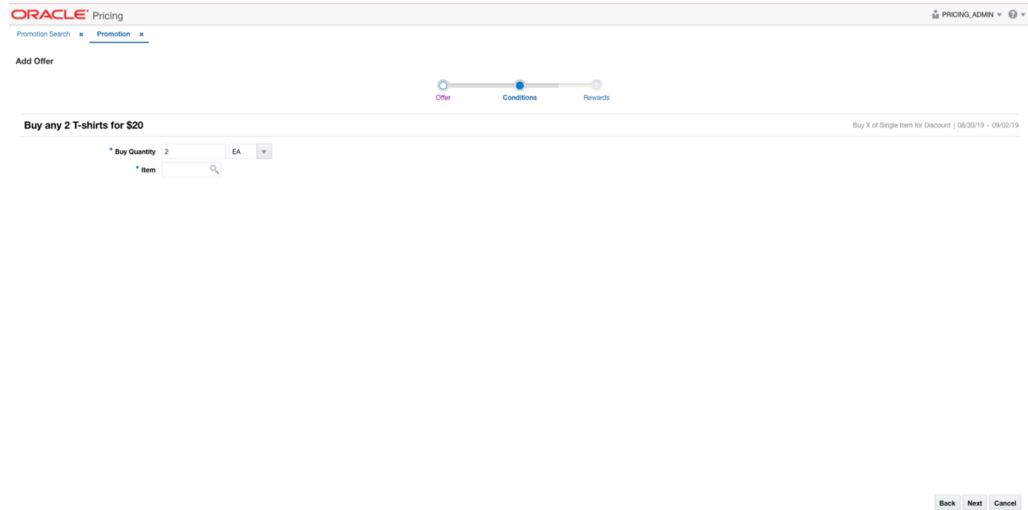 ORACLE® Pricing
PRICING_ADMIN
Promotion Search x Promotion x
Add Offer
Offer Conditions Rewards
Buy any 2 T-shirts for $20
Buy X of Single Item for Discount | 08/30/19 - 09/02/19
* Buy Quantity 2 EA
* Item
Back Next Cancel